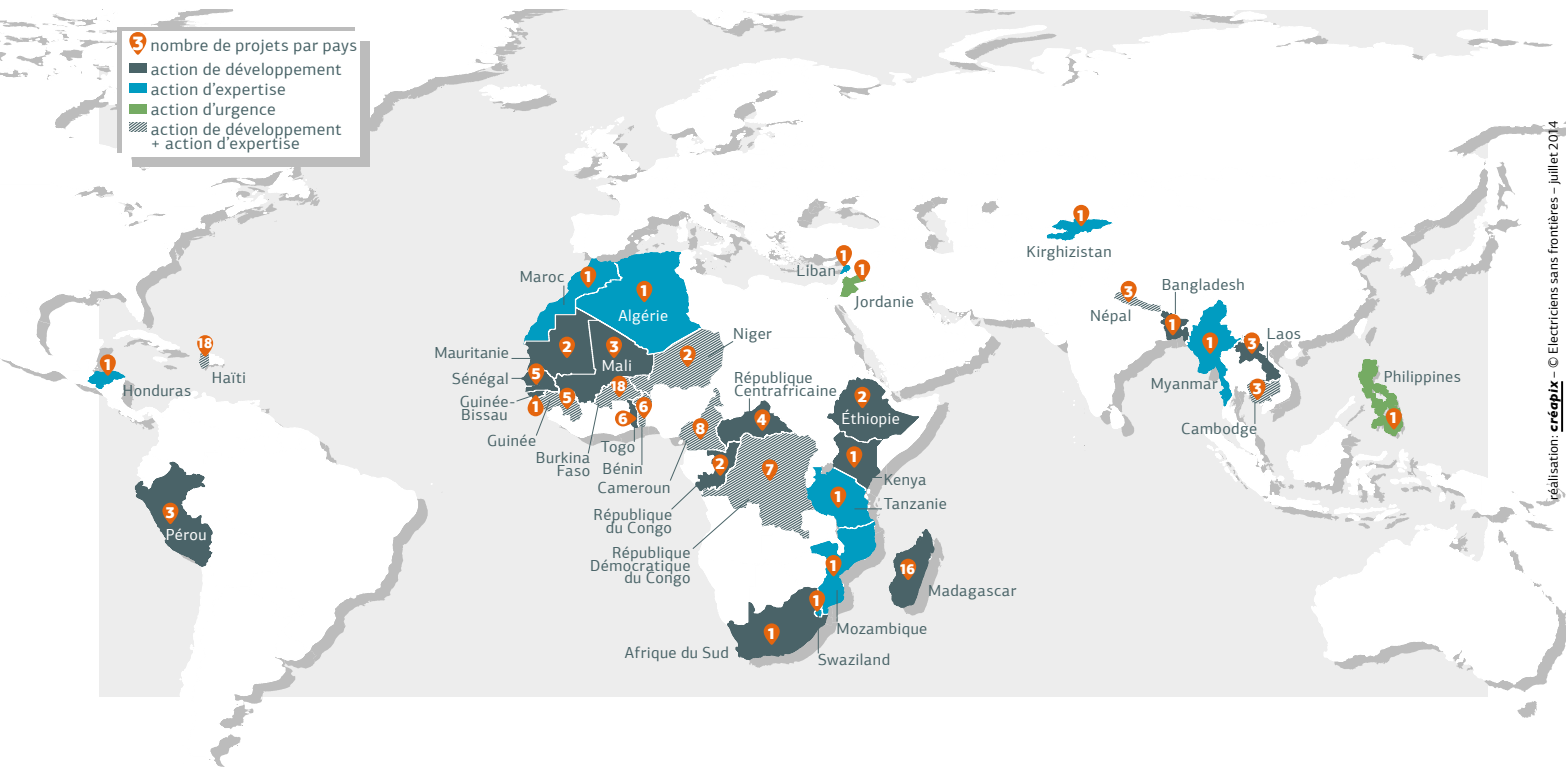 3 nombre de projets par pays
action de développement
action d'expertise
action d'urgence
action de développement
+ action d'expertise
1
Honduras
18
Haïti
3
Pérou
Maroc
1
1
Algérie
Mauritanie
2
3
Mali
2
Niger
Sénégal
5
Guinée-
Bissau
1
5
Guinée
18
Burkina
Faso
6
Togo
6
Bénin
8
Cameroun
République
Centrafricaine
4
2
République
du Congo
7
République
Démocratique
du Congo
2
Éthiopie
1
Kenya
1
Tanzanie
1
Mozambique
1
Swaziland
1
Afrique du Sud
16
Madagascar
1
Liban
1
Jordanie
1
Kirghizistan
3
Népal
Bangladesh
1
1
Myanmar
3
Laos
3
Cambodge
Philippines
1
réalisation: créapix – © Electriciens sans frontières – juillet 2014